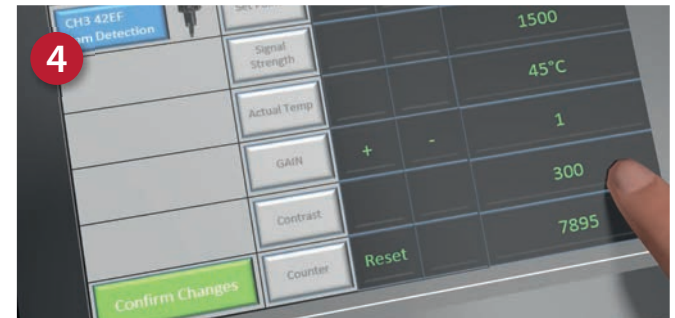 4
CH3 42EF
am Detection
Signal
Strength
1500
Actual Temp
45°C
GAIN
+
-
1
Contrast
300
Counter
Reset
7895
Confirm Changes